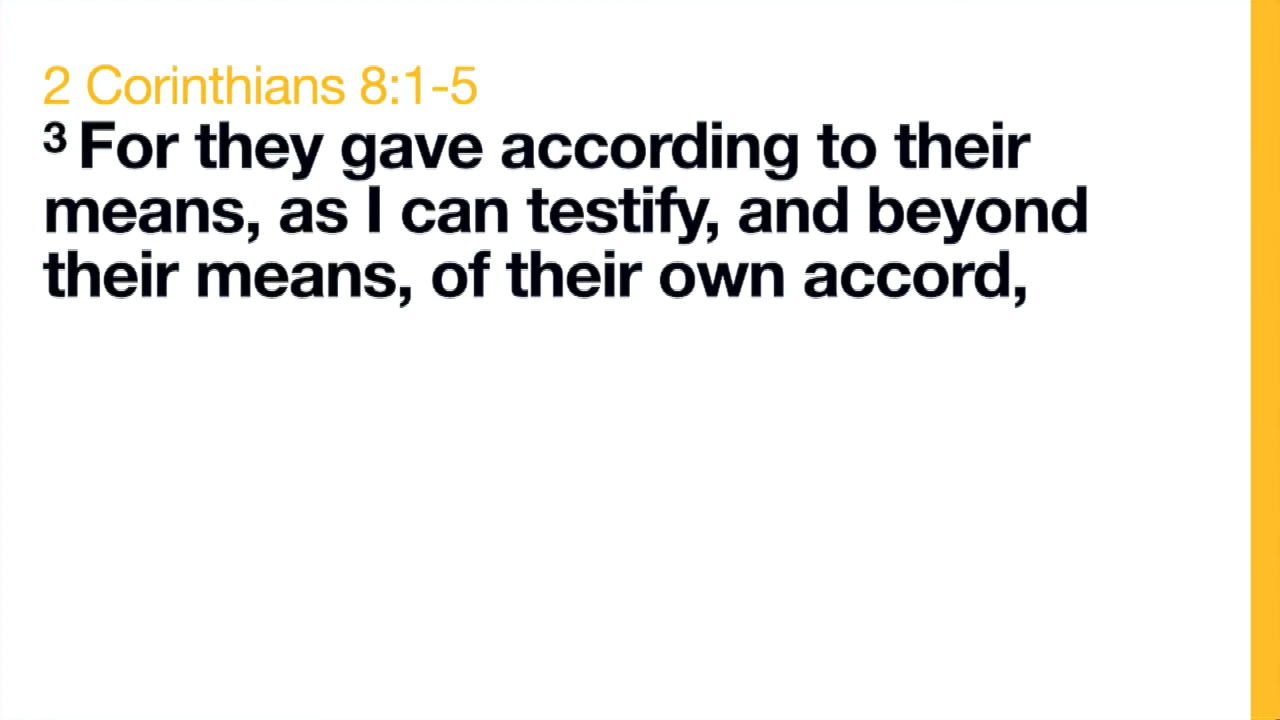 2 Corinthians 8:1-5
³ For they gave according to their
means, as I can testify, and beyond
their means, of their own accord,